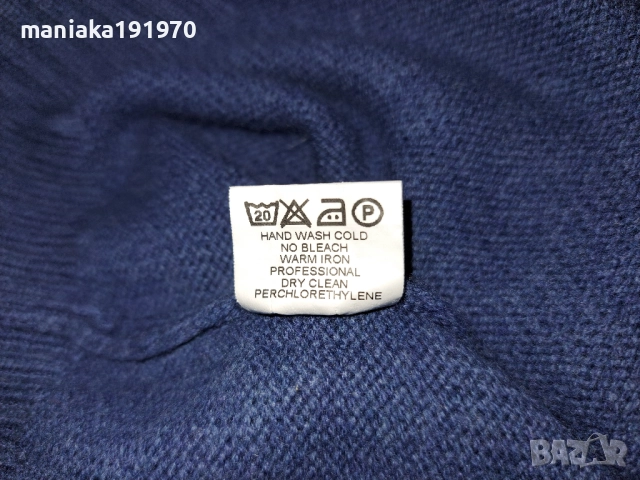 maniaka191970
20 P
HAND WASH COLD
NO BLEACH
WARM IRON
PROFESSIONAL
DRY CLEAN
PERCHLORETHYLENE
BAZAR